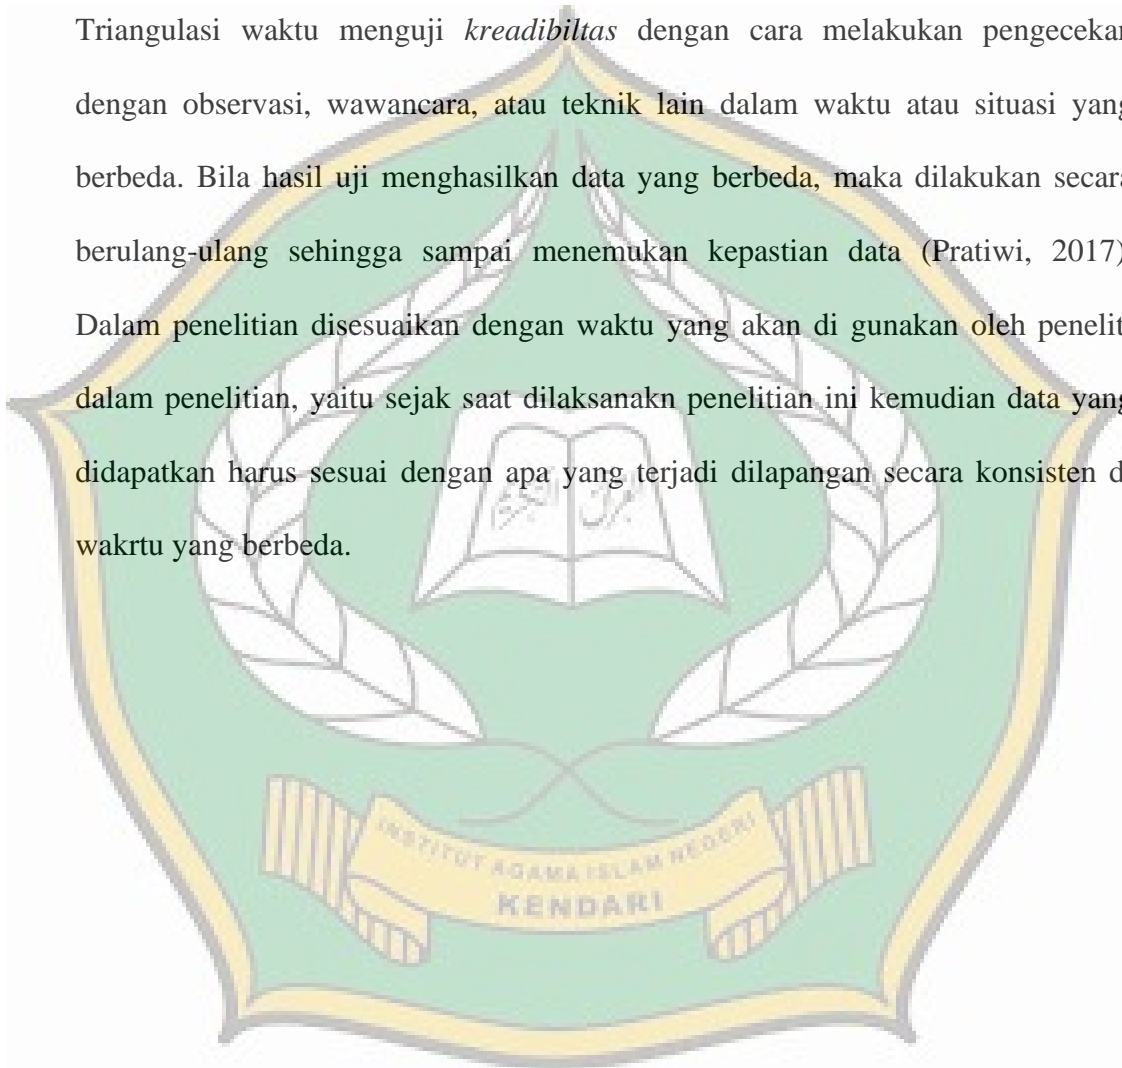 Triangulasi waktu menguji kreadibiltas dengan cara melakukan pengecekan
dengan observasi, wawancara, atau teknik lain dalam waktu atau situasi yang
berbeda. Bila hasil uji menghasilkan data yang berbeda, maka dilakukan secara
berulang-ulang sehingga sampai menemukan kepastian data (Pratiwi, 2017)
Dalam penelitian disesuaikan dengan waktu yang akan di gunakan oleh peneliti
dalam penelitian, yaitu sejak saat dilaksanakn penelitian ini kemudian data yang
didapatkan harus sesuai dengan apa yang terjadi dilapangan secara konsisten di
wakrtu yang berbeda.
INSTITUT AGAMA ISLAM NEGERI
KENDARI